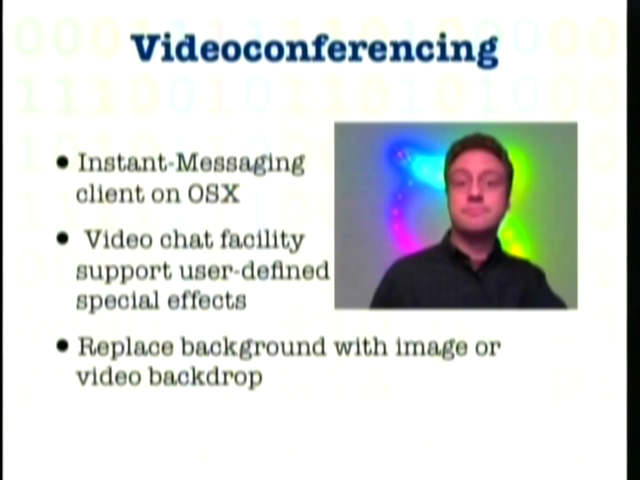 Videoconferencing
• Instant-Messaging
client on OSX
• Video chat facility
support user-defined
special effects
• Replace background with image or
video backdrop